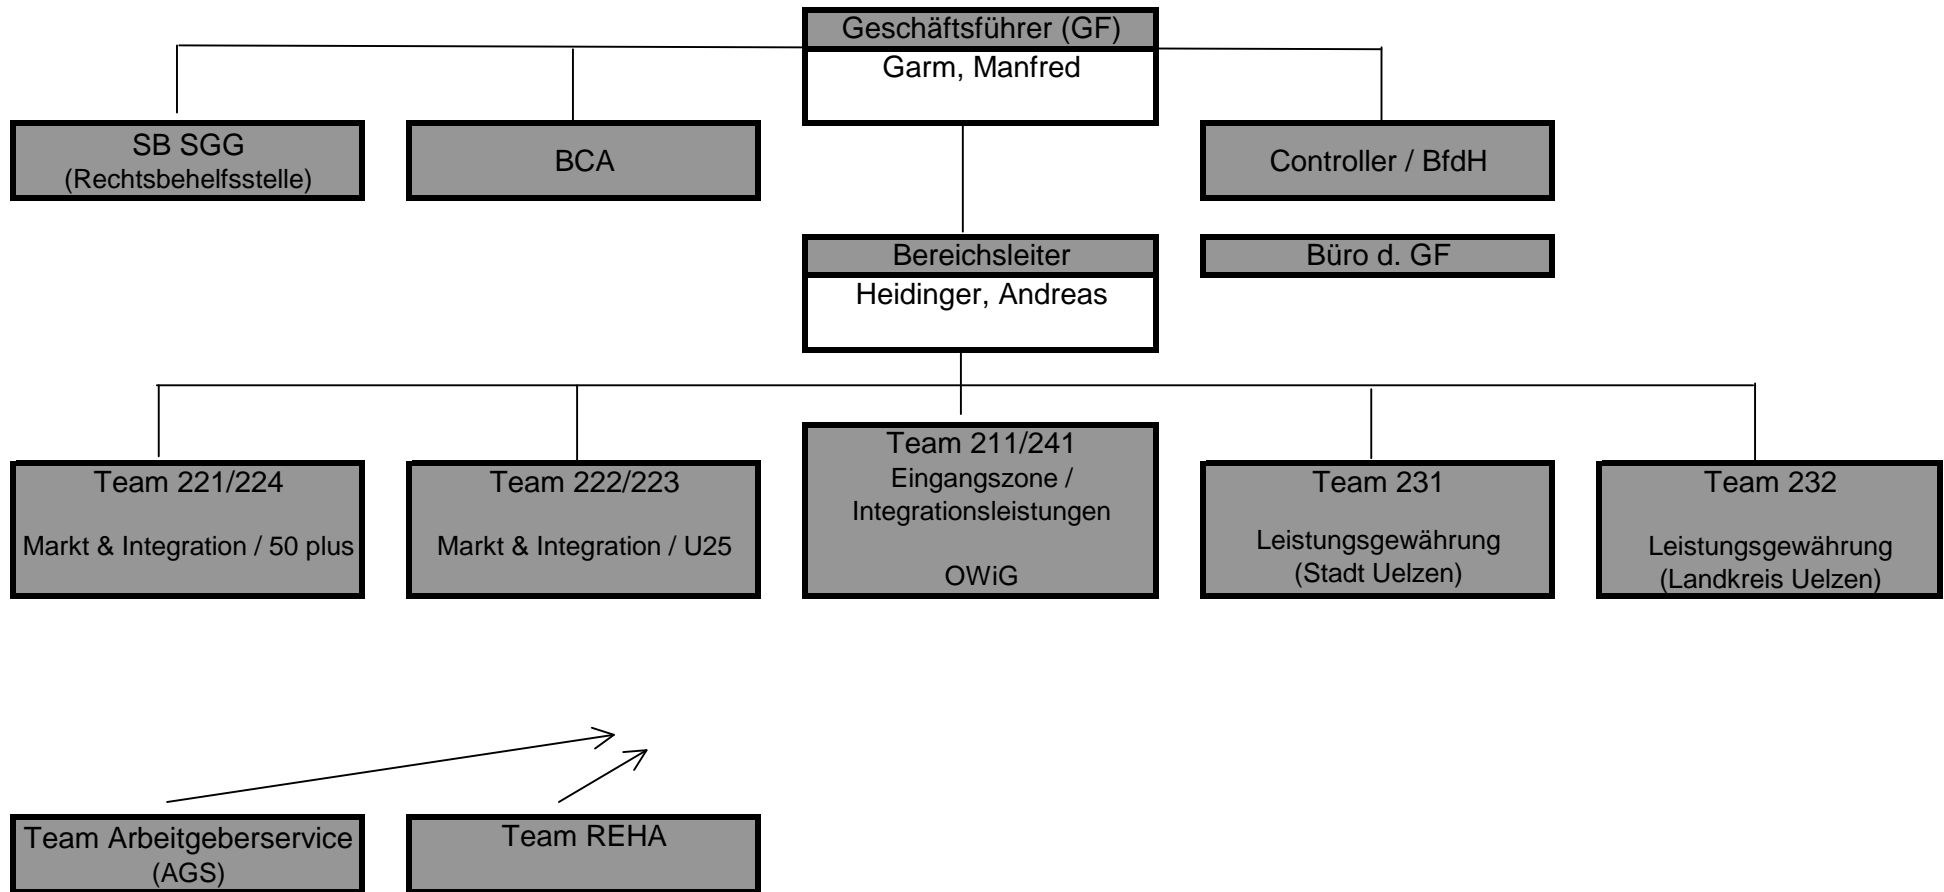 Geschäftsführer (GF)
Garm, Manfred
SB SGG
(Rechtsbehelfsstelle)
BCA
Controller / BfdH
Bereichsleiter
Heidinger, Andreas
Büro d. GF
Team 221/224
Markt & Integration / 50 plus
Team 222/223
Markt & Integration / U25
Team 211/241
Eingangszone /
Integrationsleistungen
OWiG
Team 231
Leistungsgewährung
(Stadt Uelzen)
Team 232
Leistungsgewährung
(Landkreis Uelzen)
Team Arbeitgeberservice
(AGS)
Team REHA